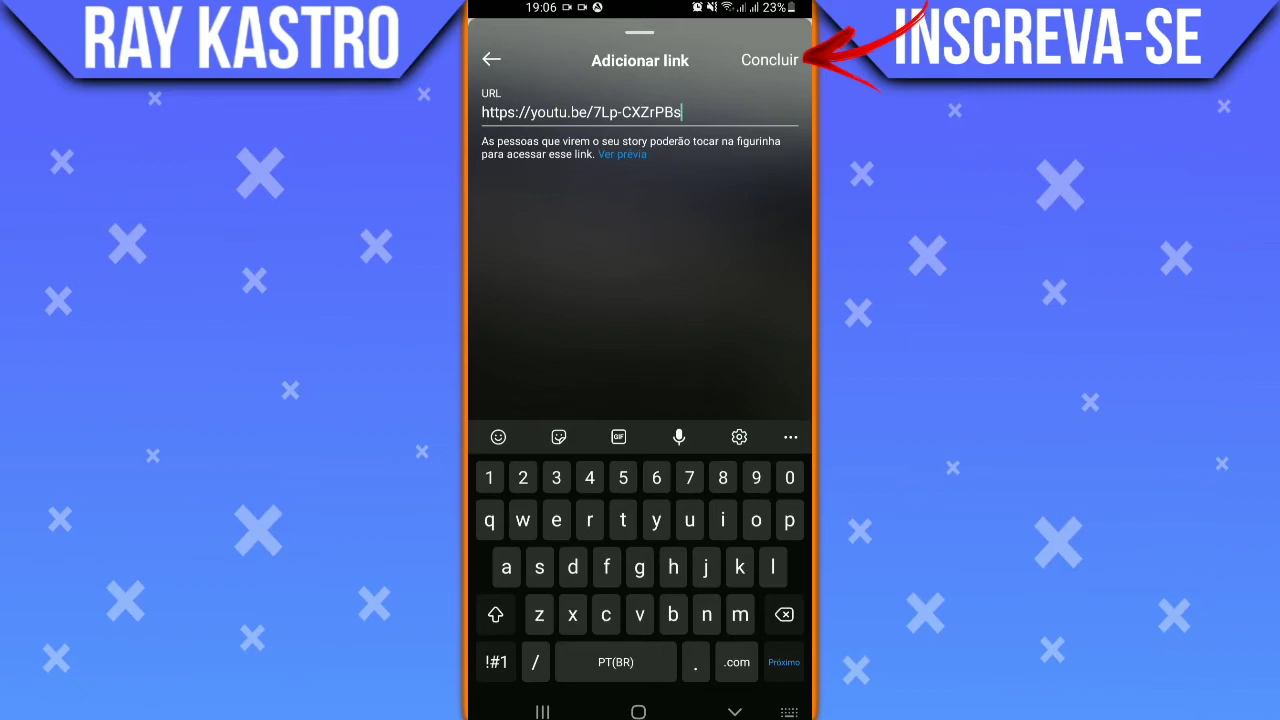 RAY KASTRO
INSCREVA-SE
19:06
23%
Adicionar link
Concluir
URL
https://youtu.be/7Lp-CXZrPBs
As pessoas que virem o seu story poderão tocar na figurinha
para acessar esse link. Ver prévia
GIF
1 2 3 4 5 6 7 8 9 0
q w e r t y u i o p
a s d f g h j k l
z x c v b n m
!#1 / PT(BR) . .com Próximo